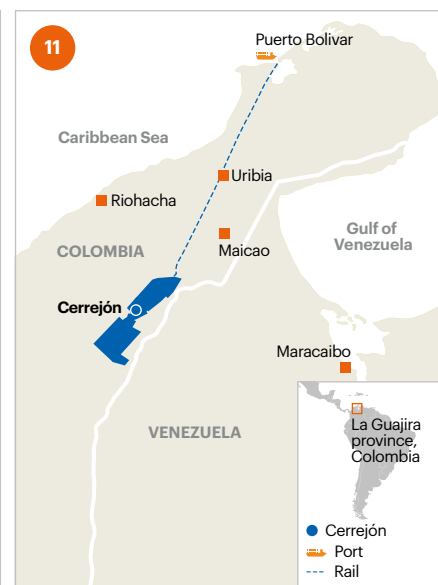 11
Puerto Bolivar
Caribbean Sea
Uribia
Riohacha
Gulf of
Venezuela
COLOMBIA
Maicao
Cerrejón
Maracaibo
VENEZUELA
La Guajira
province,
Colombia
Cerrejón
Port
Rail